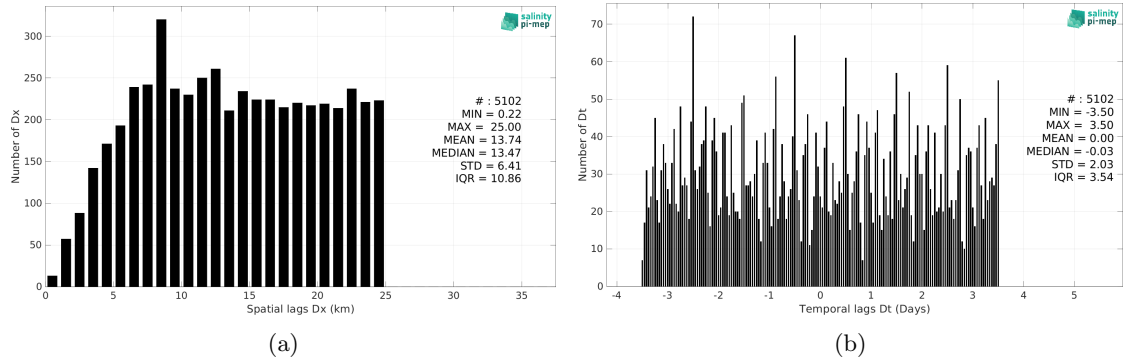 salinity
pi-mep
Number of Dx
300
250
200
150
100
50
0
# : 5102
MIN = 0.22
MAX = 25.00
MEAN = 13.74
MEDIAN = 13.47
STD = 6.41
IQR = 10.86
0 5 10 15 20 25 30 35
Spatial lags Dx (km)
(a)
salinity
pi-mep
Number of Dt
70
60
50
40
30
20
10
0
# : 5102
MIN = -3.50
MAX = 3.50
MEAN = 0.00
MEDIAN = -0.03
STD = 2.03
IQR = 3.54
-4 -3 -2 -1 0 1 2 3 4 5
Temporal lags Dt (Days)
(b)